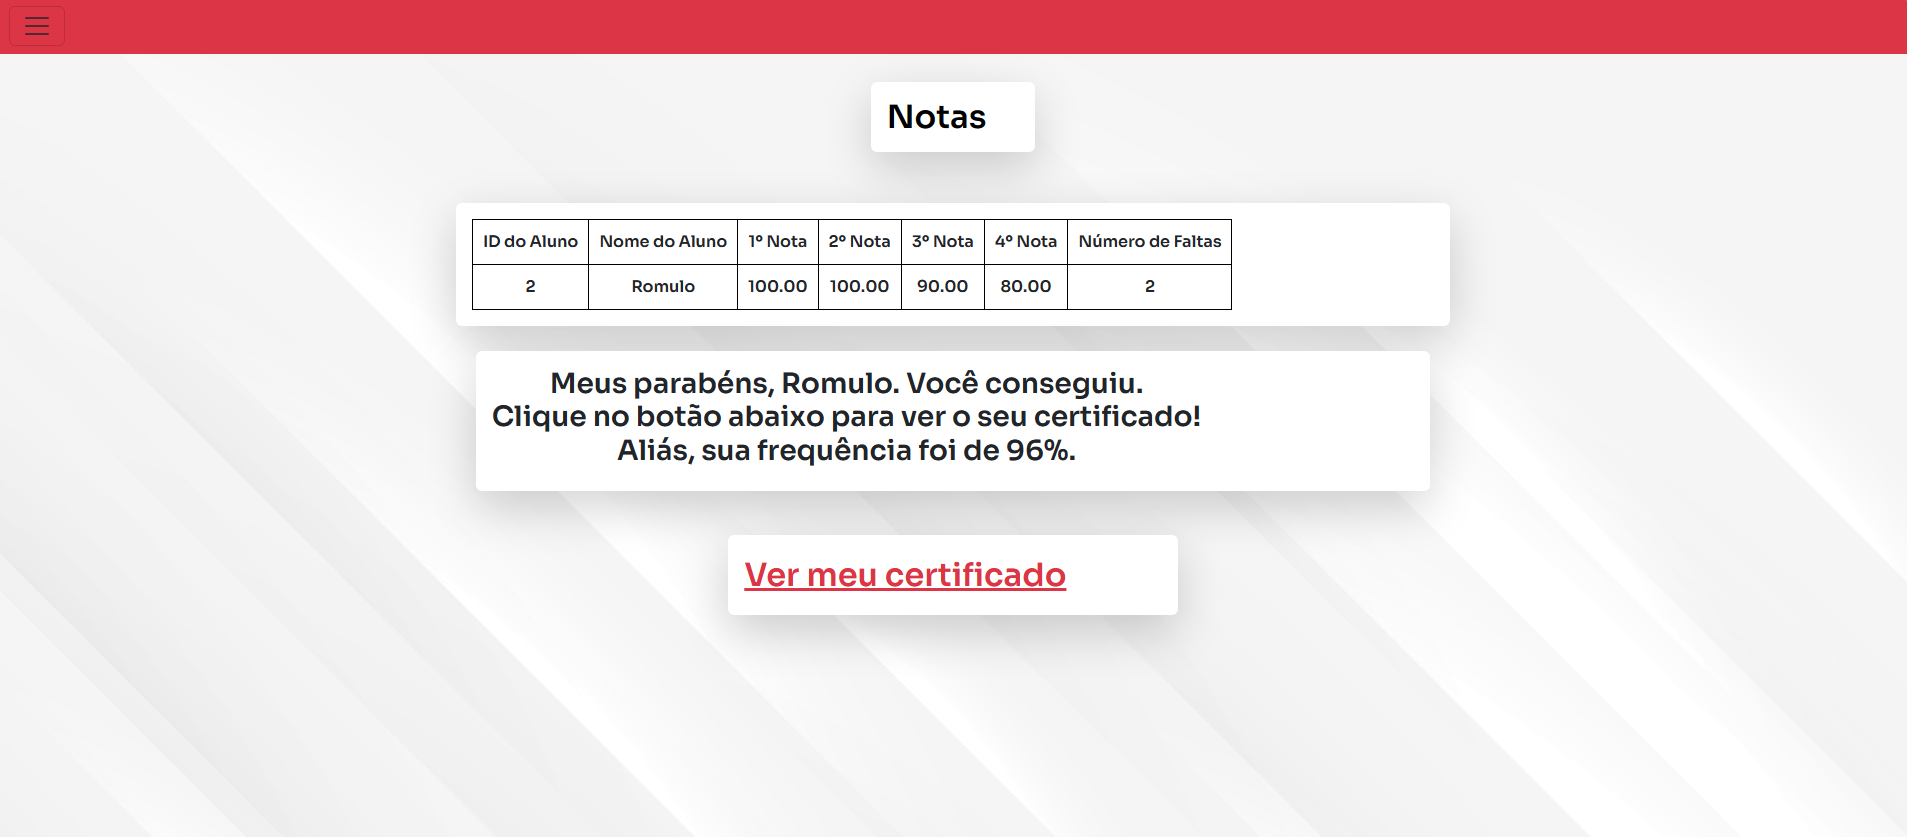 Notas
ID do Aluno Nome do Aluno 1º Nota 2º Nota 3º Nota 4º Nota Número de Faltas
2 Romulo 100.00 100.00 90.00 80.00 2
Meus parabéns, Romulo. Você conseguiu.
Clique no botão abaixo para ver o seu certificado!
Aliás, sua frequência foi de 96%.
Ver meu certificado